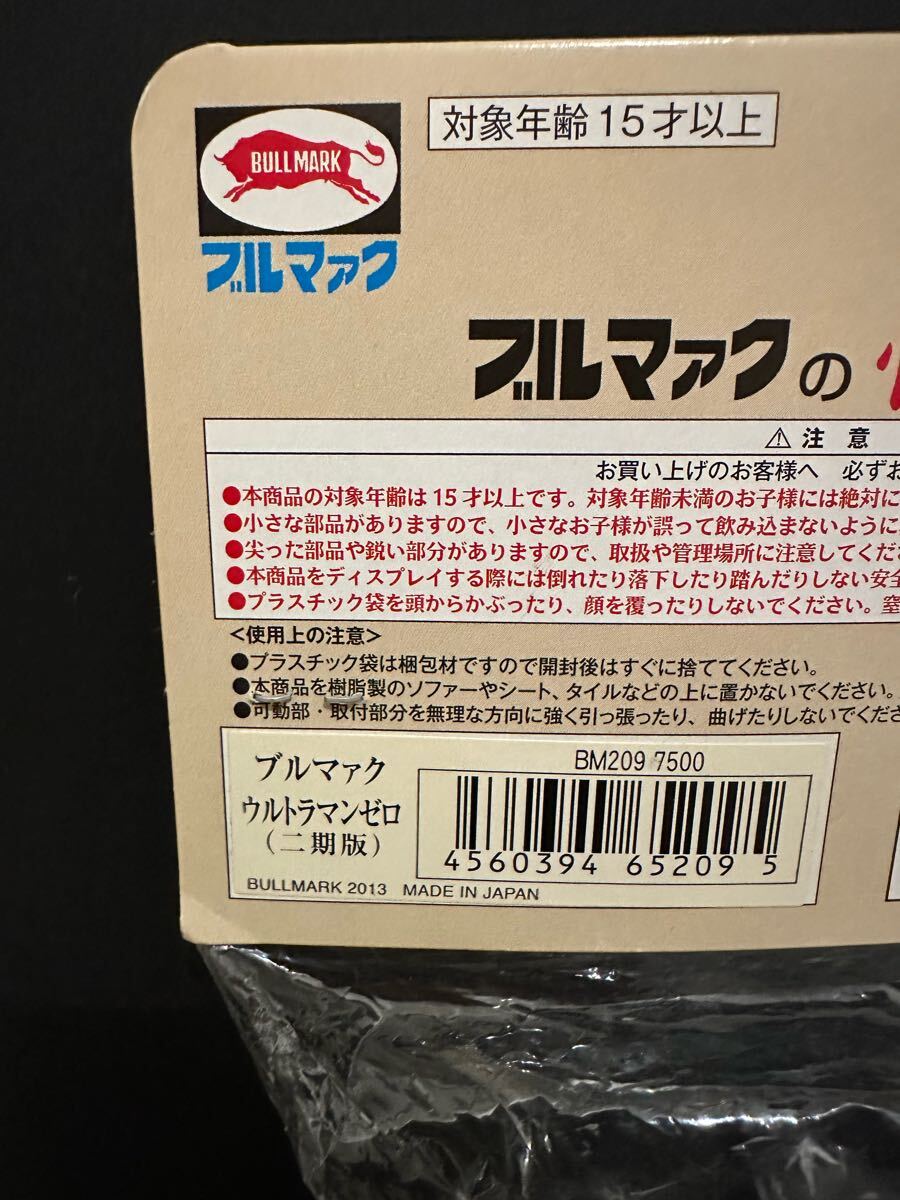 対象年齢15才以上
BULLMARK
ブルマァク
ブルマァクの
⚠注 意
お買い上げのお客様へ 必ずお
●本商品の対象年齢は15才以上です。対象年齢未満のお子様には絶対に
●小さな部品がありますので、小さなお子様が誤って飲み込まないように
●尖った部品や鋭い部分がありますので、取扱や管理場所に注意してくだ
●本商品をディスプレイする際には倒れたり落下したり踏んだりしない安全
●プラスチック袋を頭からかぶったり、顔を覆ったりしないでください。窒
<使用上の注意>
●プラスチック袋は梱包材ですので開封後はすぐに捨ててください。
●本商品を樹脂製のソファーやシート、タイルなどの上に置かないでください。
●可動部・取付部分を無理な方向に強く引っ張ったり、曲げたりしないでくださ
ブルマァク
ウルトラマンゼロ
(二期版)
BM209 7500
4560394 65209 5
BULLMARK 2013 MADE IN JAPAN